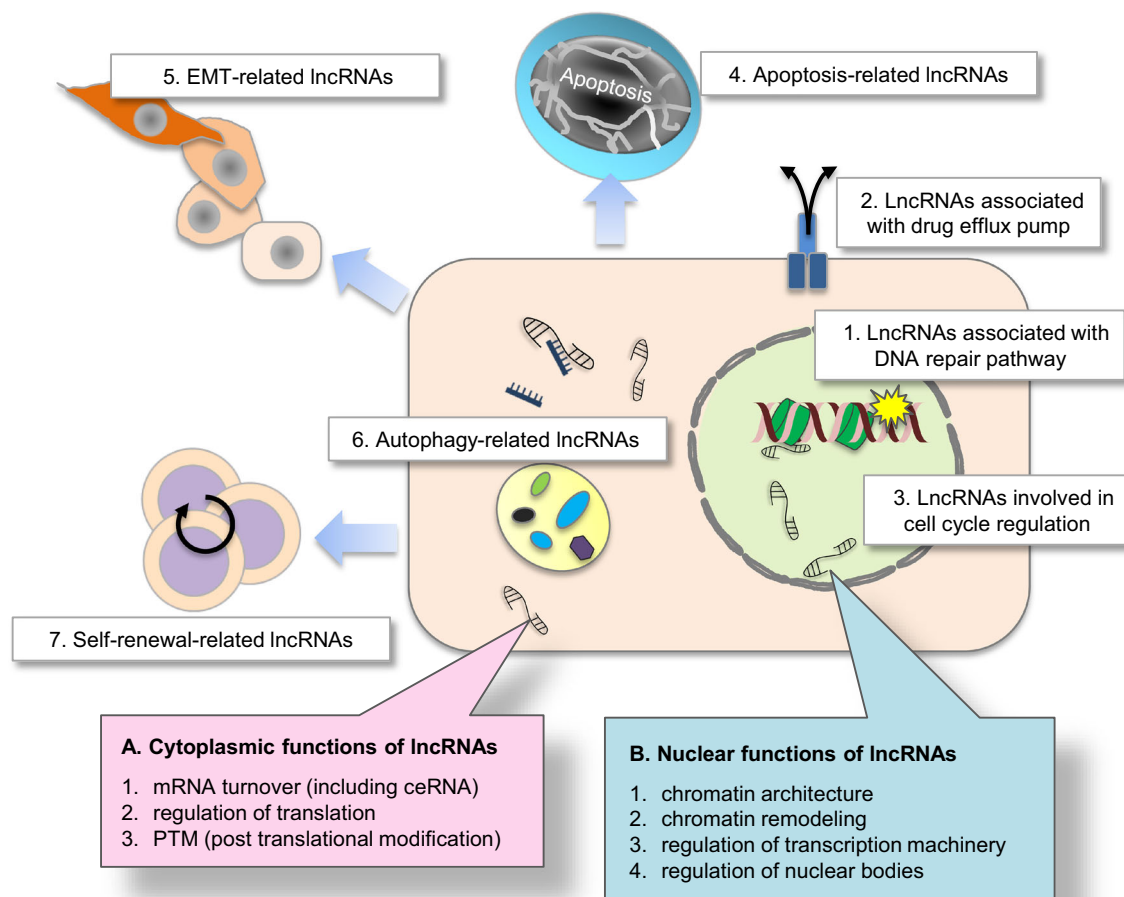 5. EMT-related lncRNAs
Apoptosis
4. Apoptosis-related lncRNAs
2. LncRNAs associated
with drug efflux pump
1. LncRNAs associated with
DNA repair pathway
6. Autophagy-related lncRNAs
3. LncRNAs involved in
cell cycle regulation
7. Self-renewal-related lncRNAs
A. Cytoplasmic functions of lncRNAs
1. mRNA turnover (including ceRNA)
2. regulation of translation
3. PTM (post translational modification)
B. Nuclear functions of lncRNAs
1. chromatin architecture
2. chromatin remodeling
3. regulation of transcription machinery
4. regulation of nuclear bodies